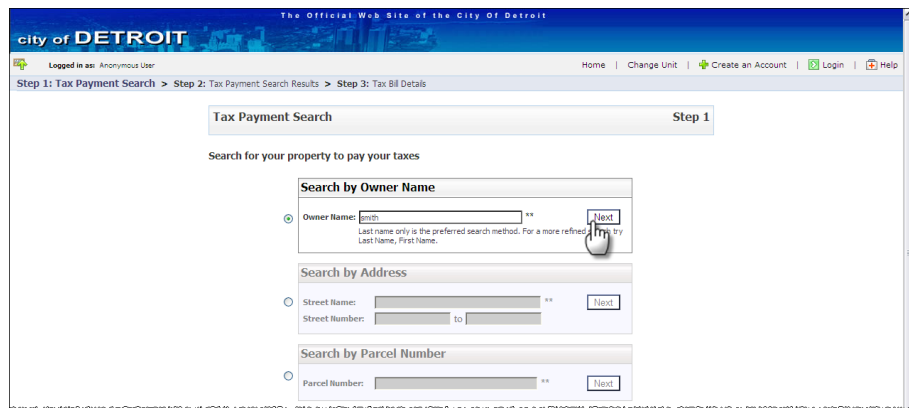 The Official Web Site of the City Of Detroit
city of DETROIT
Logged in as: Anonymous User
Home | Change Unit | Create an Account | Login | Help
Step 1: Tax Payment Search > Step 2: Tax Payment Search Results > Step 3: Tax Bill Details
Tax Payment Search Step 1
Search for your property to pay your taxes
Search by Owner Name
Owner Name: smith ** Next
Last name only is the preferred search method. For a more refined try
Last Name, First Name.
Search by Address
Street Name: ** Next
Street Number: to
Search by Parcel Number
Parcel Number: ** Next